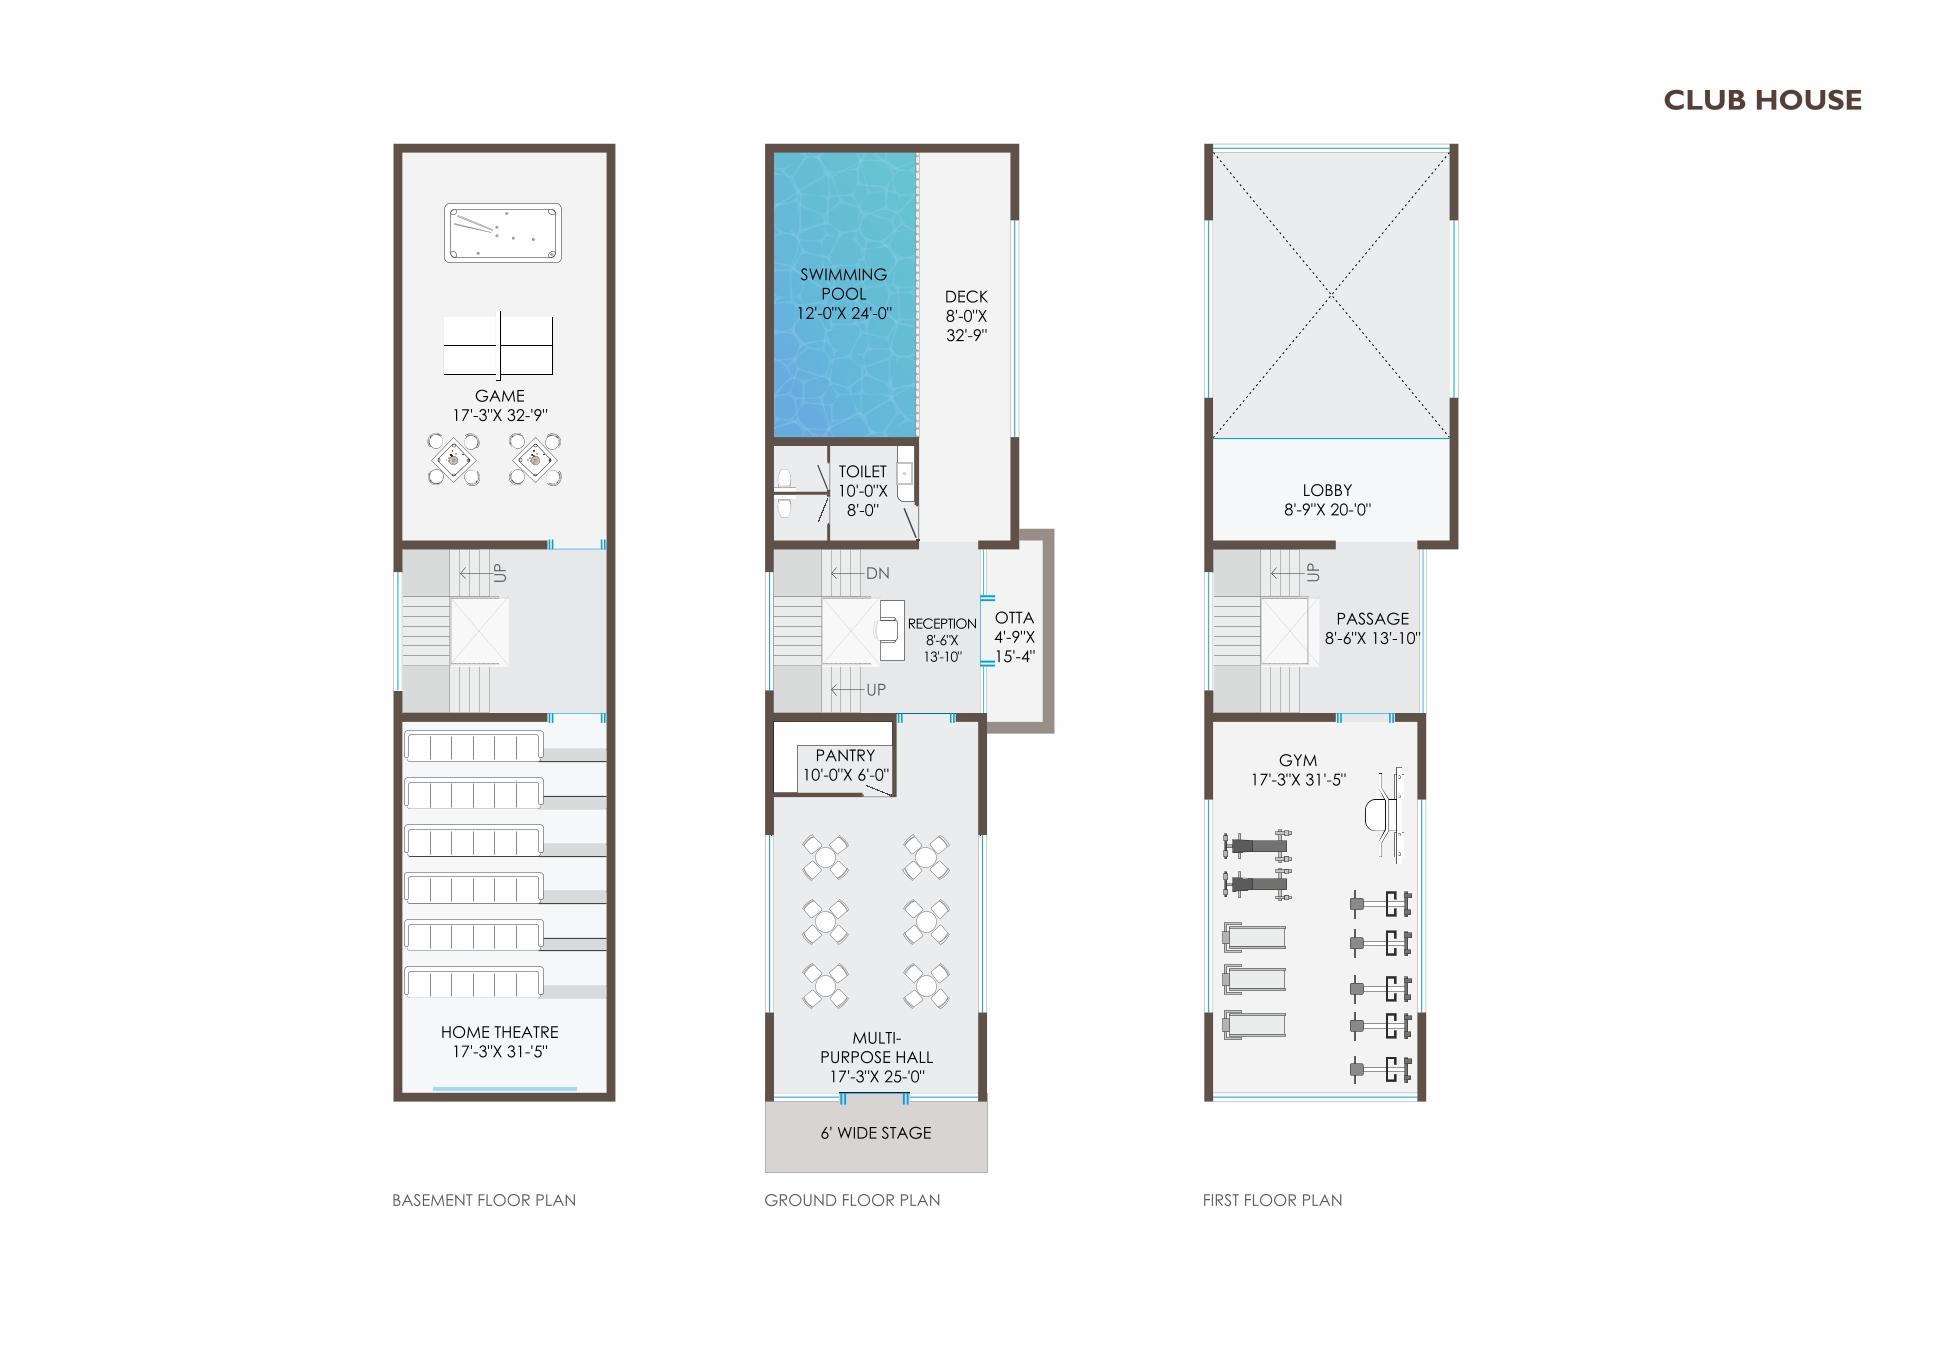 CLUB HOUSE
GAME
17'-3"X 32-'9"
UP
HOME THEATRE
17'-3"X 31-'5"
BASEMENT FLOOR PLAN
SWIMMING
POOL
12'-0"X 24'-0"
DECK
8'-0"X
32'-9"
TOILET
10'-0"X
8'-0"
DN
RECEPTION
8'-6"X
13'-10"
OTTA
4'-9"X
15'-4"
UP
PANTRY
10'-0"X 6'-0"
MULTI-
PURPOSE HALL
17'-3"X 25-'0"
6' WIDE STAGE
GROUND FLOOR PLAN
LOBBY
8'-9"X 20-'0"
UP
PASSAGE
8'-6"X 13'-10"
GYM
17'-3"X 31'-5"
FIRST FLOOR PLAN